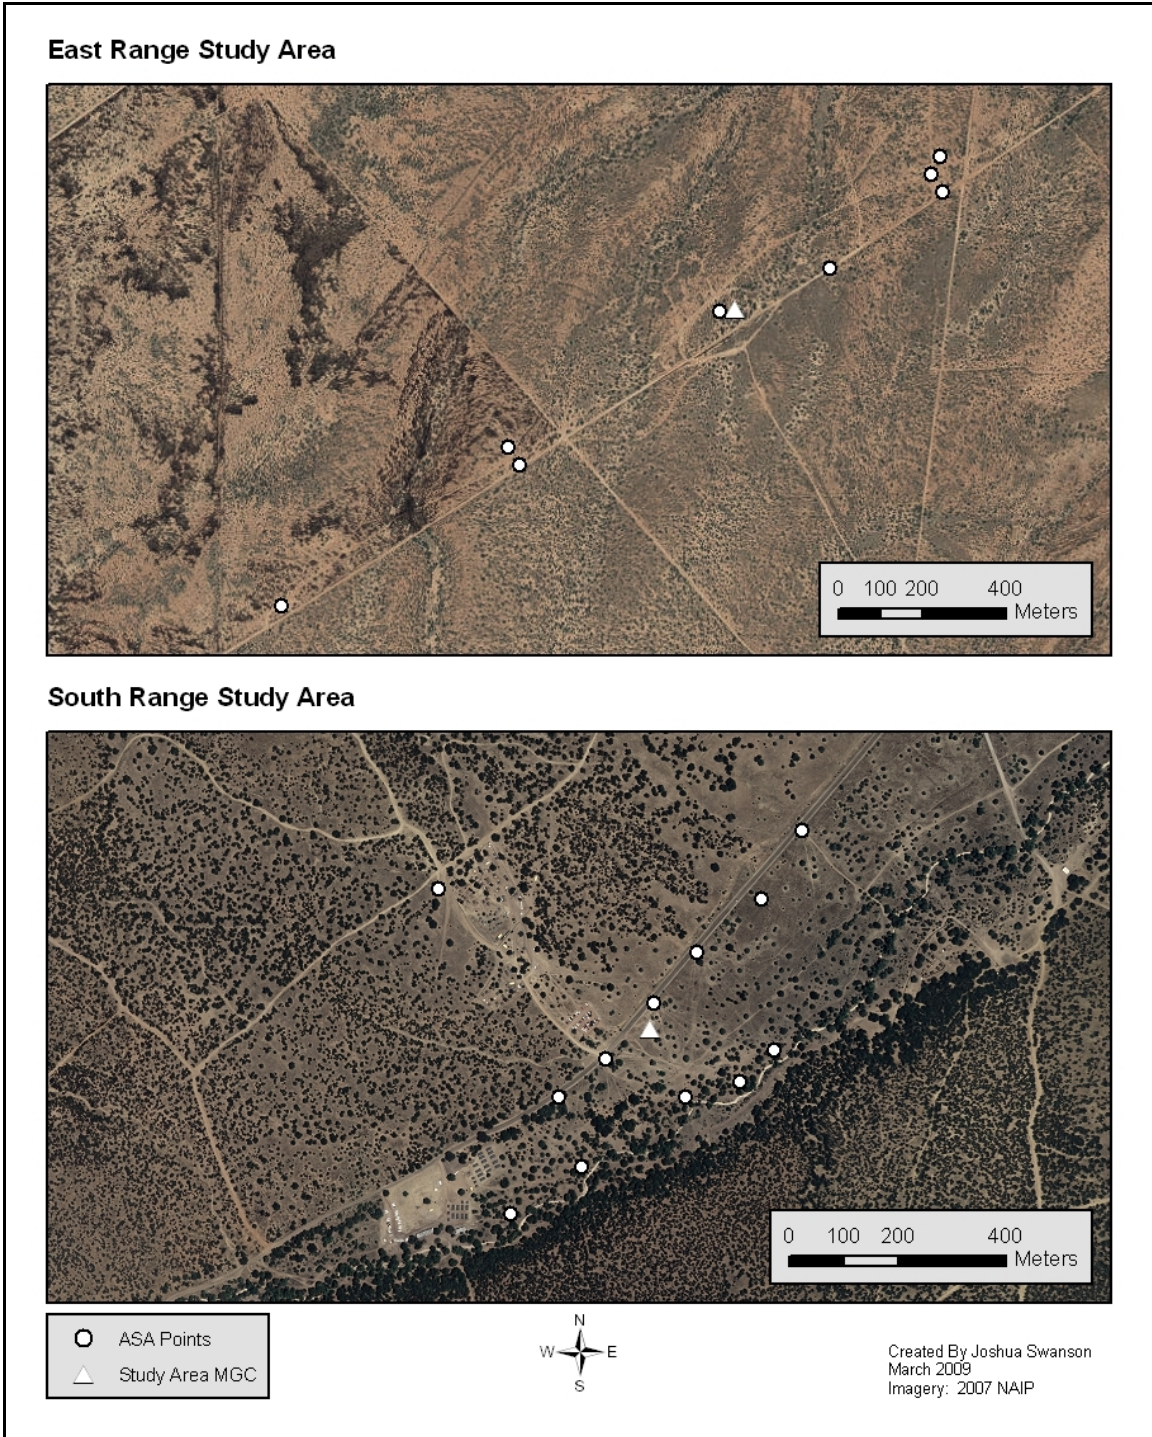 East Range Study Area
0 100 200 400
Meters
South Range Study Area
0 100 200 400
Meters
ASA Points
Study Area MGC
N
W E
S
Created By Joshua Swanson
March 2009
Imagery: 2007 NAIP